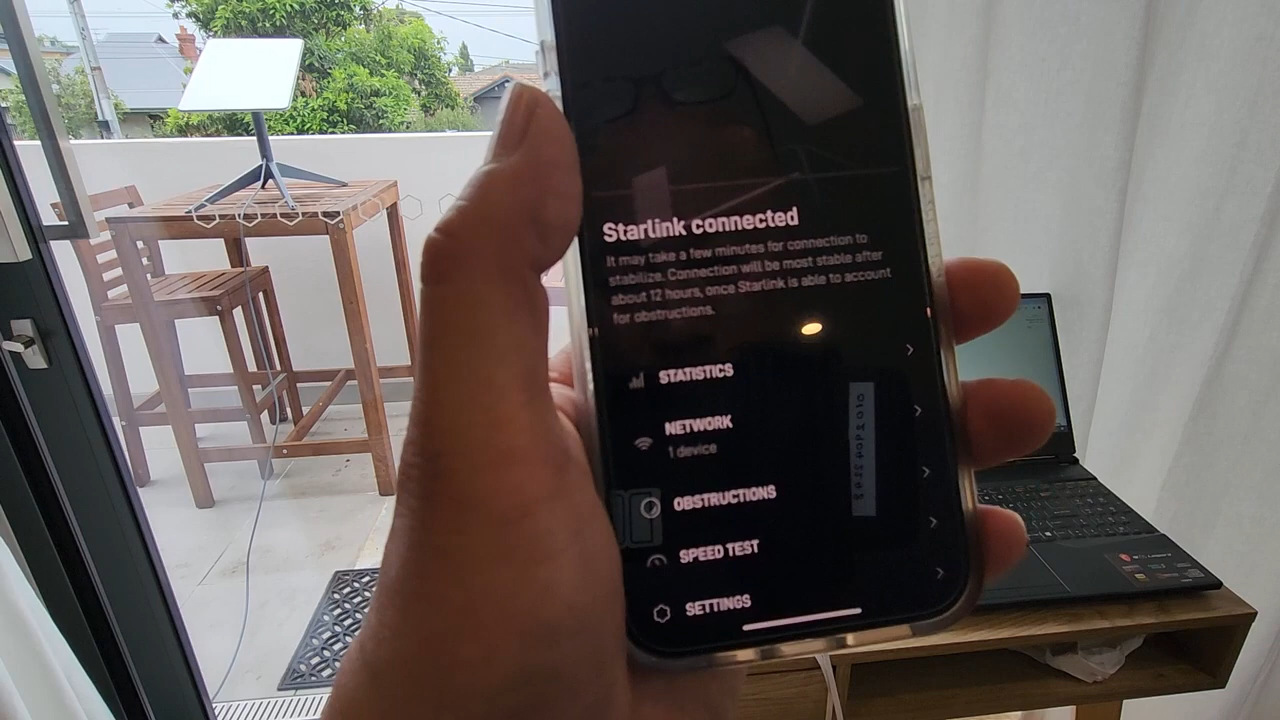 Starlink connected
It may take a few minutes for connection to
stabilize. Connection will be most stable after
about 12 hours, once Starlink is able to account
for obstructions.
STATISTICS
NETWORK
1 device
OBSTRUCTIONS
SPEED TEST
SETTINGS